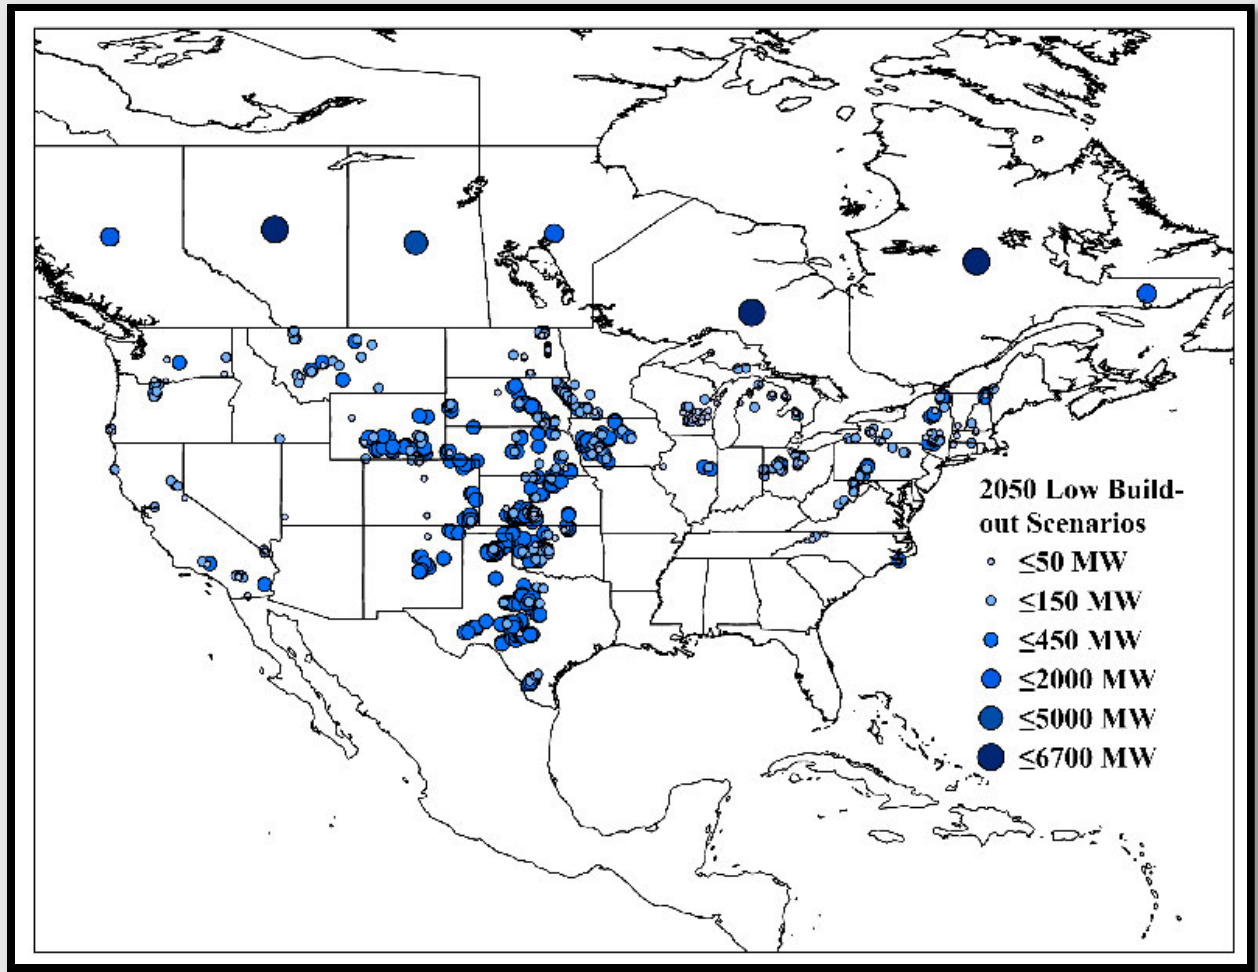 2050 Low Build-
out Scenarios
≤50 MW
≤150 MW
≤450 MW
≤2000 MW
≤5000 MW
≤6700 MW